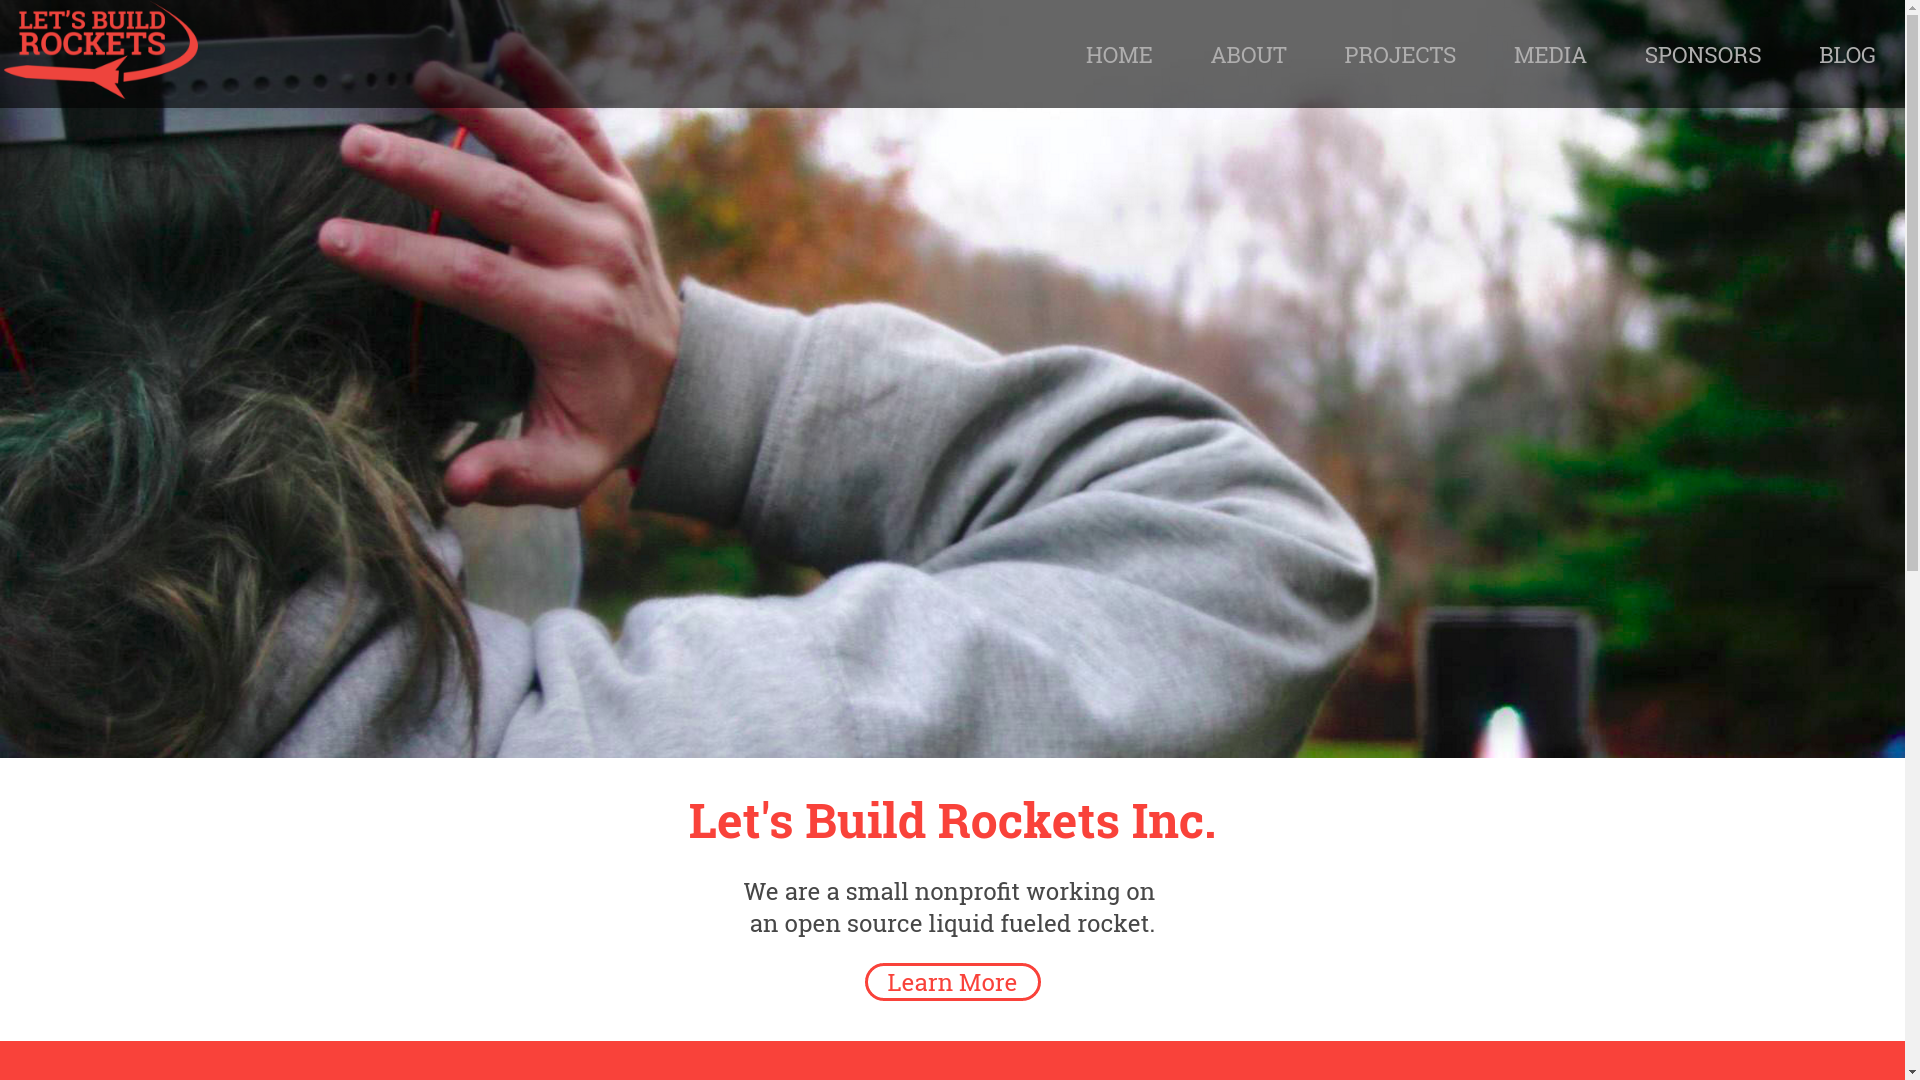 LET'S BUILD
ROCKETS
HOME ABOUT PROJECTS MEDIA SPONSORS BLOG
Let's Build Rockets Inc.
We are a small nonprofit working on
an open source liquid fueled rocket.
Learn More